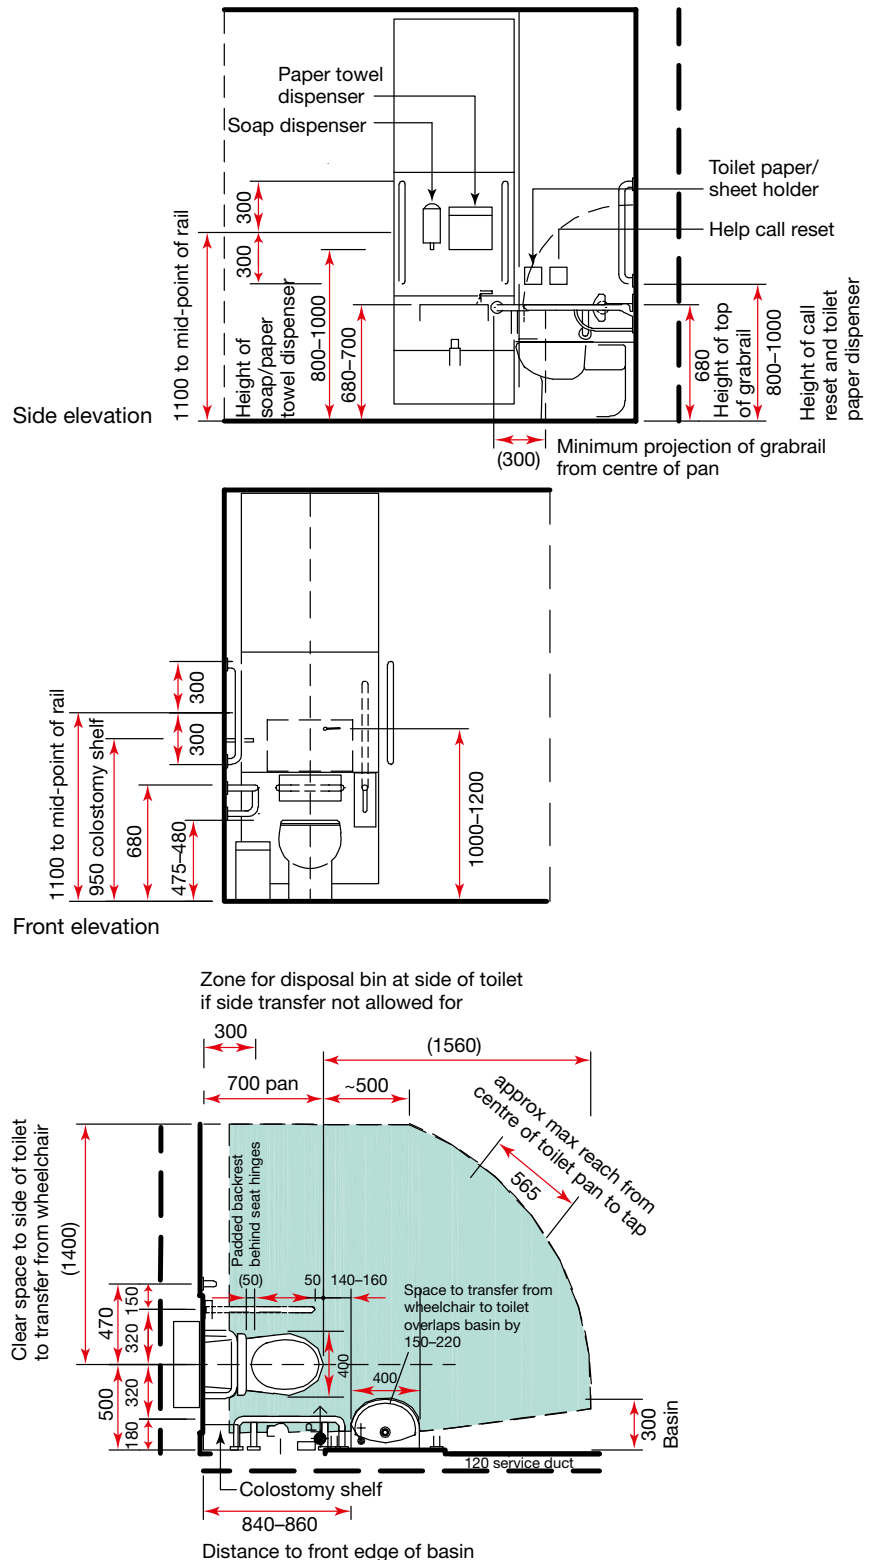 Paper towel
dispenser
Soap dispenser
Toilet paper/
sheet holder
Help call reset
300
300
1100 to mid-point of rail
Height of
soap/paper
towel dispenser
800–1000
680–700
680
Height of top
of grabrail
800–1000
Height of call
reset and toilet
paper dispenser
Side elevation
(300)
Minimum projection of grabrail
from centre of pan
300
300
1100 to mid-point of rail
950 colostomy shelf
680
475–480
1000–1200
Front elevation
Zone for disposal bin at side of toilet
if side transfer not allowed for
300
(1560)
700 pan
~500
approx max reach from
centre of toilet pan to tap
565
Clear space to side of toilet
to transfer from wheelchair
(1400)
Padded backrest
behind seat hinges
(50)
50
140–160
Space to transfer from
wheelchair to toilet
overlaps basin by
150–220
470
150
320
400
400
500
320
180
300
Basin
120 service duct
Colostomy shelf
840–860
Distance to front edge of basin